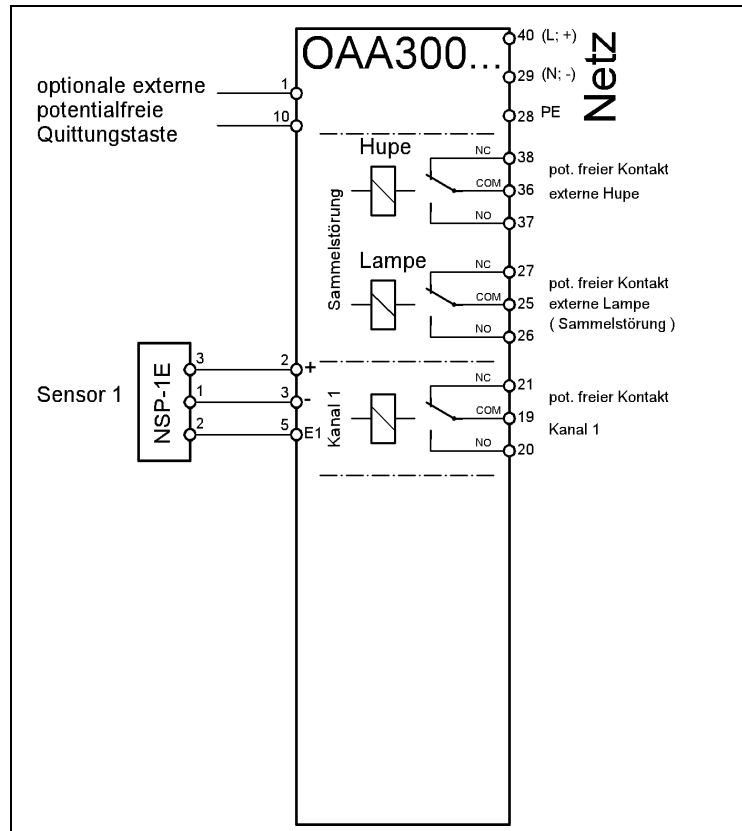 OAA300...
40 (L; +)
29 (N; -)
28 PE
Netz
optionale externe
potentialfreie
Quittungstaste
1
10
Hupe
Sammelstörung
NC
COM
NO
38
36
37
pot. freier Kontakt
externe Hupe
Lampe
NC
COM
NO
27
25
26
pot. freier Kontakt
externe Lampe
( Sammelstörung )
Sensor 1
NSP-1E
3
1
2
2
3
5
+
-
E1
Kanal 1
NC
COM
NO
21
19
20
pot. freier Kontakt
Kanal 1